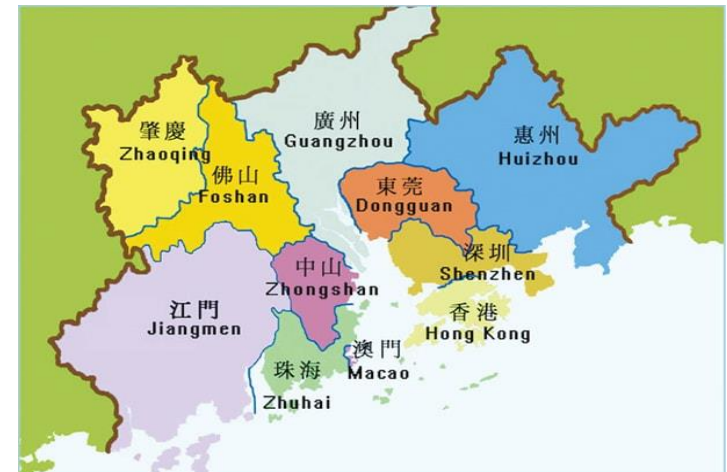 肇慶
Zhaoqing
佛山
Foshan
廣州
Guangzhou
惠州
Huizhou
東莞
Dongguan
深圳
Shenzhen
中山
Zhongshan
江門
Jiangmen
香港
Hong Kong
澳門
Macao
珠海
Zhuhai